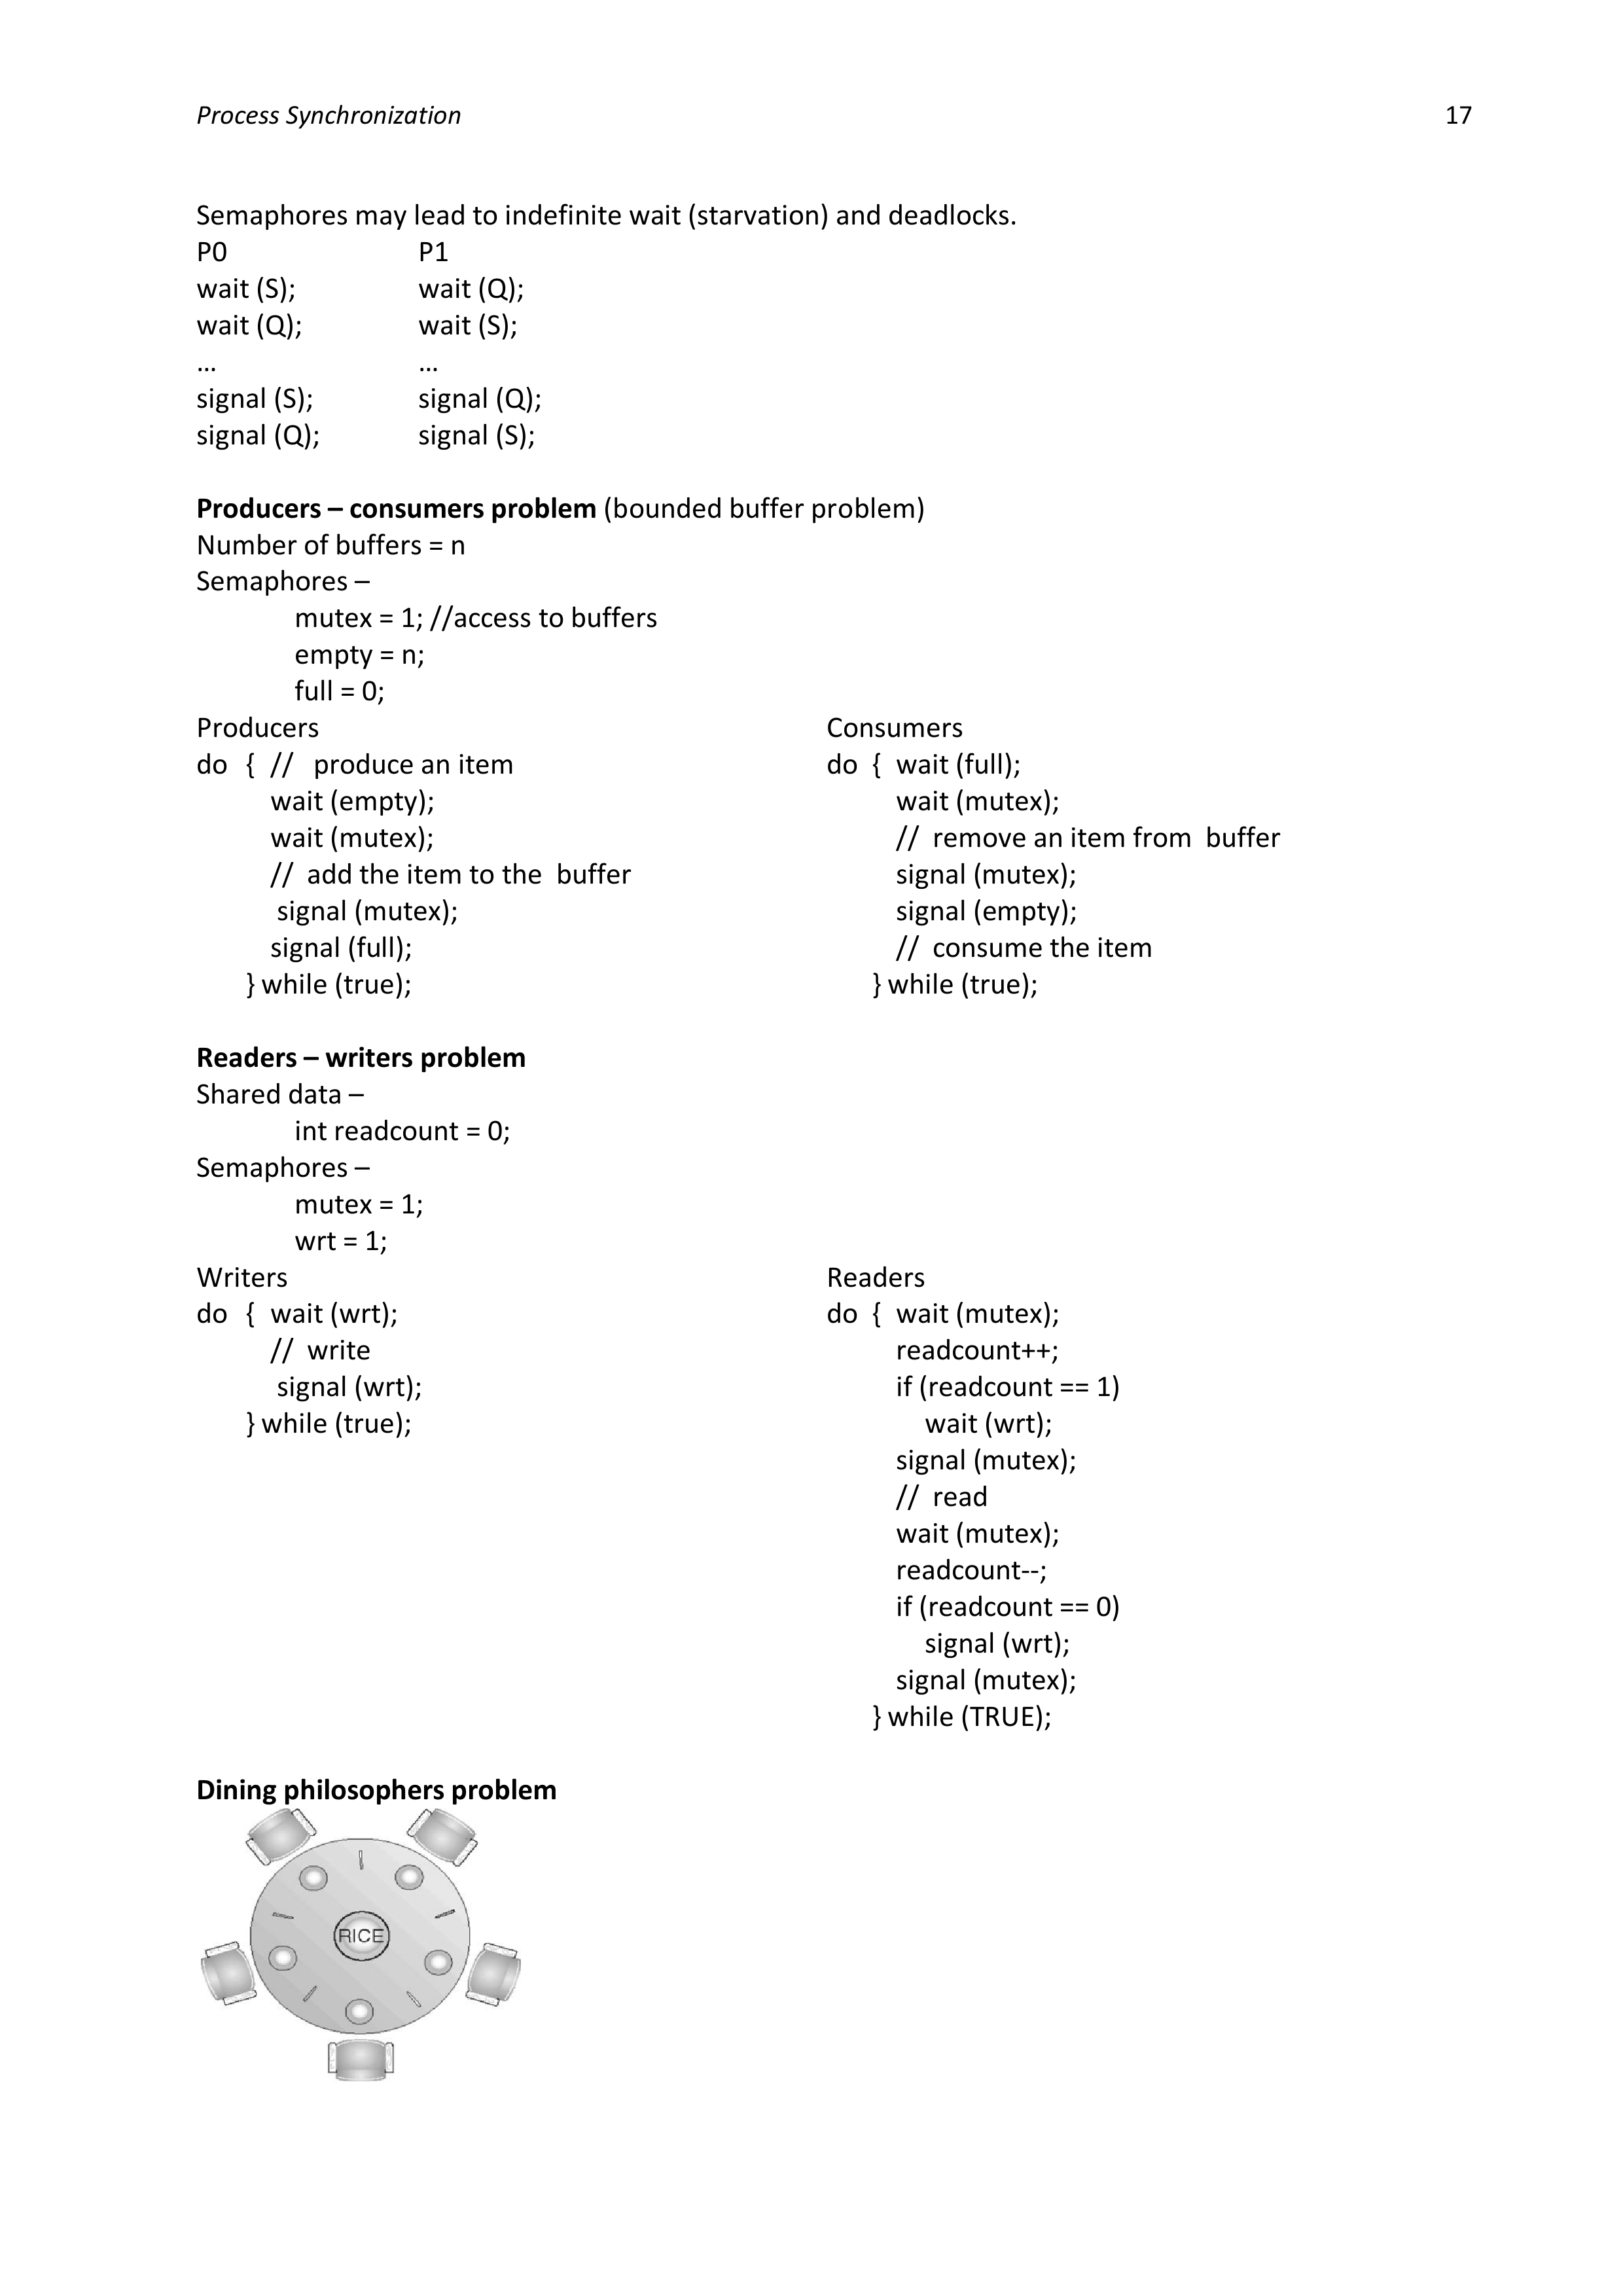 Process Synchronization 17
Semaphores may lead to indefinite wait (starvation) and deadlocks.
P0 P1
wait (S); wait (Q);
wait (Q); wait (S);
… …
signal (S); signal (Q);
signal (Q); signal (S);
Producers – consumers problem (bounded buffer problem)
Number of buffers = n
Semaphores –
mutex = 1; //access to buffers
empty = n;
full = 0;
Producers
do { // produce an item
wait (empty);
wait (mutex);
// add the item to the buffer
signal (mutex);
signal (full);
} while (true);
Consumers
do { wait (full);
wait (mutex);
// remove an item from buffer
signal (mutex);
signal (empty);
// consume the item
} while (true);
Readers – writers problem
Shared data –
int readcount = 0;
Semaphores –
mutex = 1;
wrt = 1;
Writers
do { wait (wrt);
// write
signal (wrt);
} while (true);
Readers
do { wait (mutex);
readcount++;
if (readcount == 1)
wait (wrt);
signal (mutex);
// read
wait (mutex);
readcount--;
if (readcount == 0)
signal (wrt);
signal (mutex);
} while (TRUE);
Dining philosophers problem
RICE